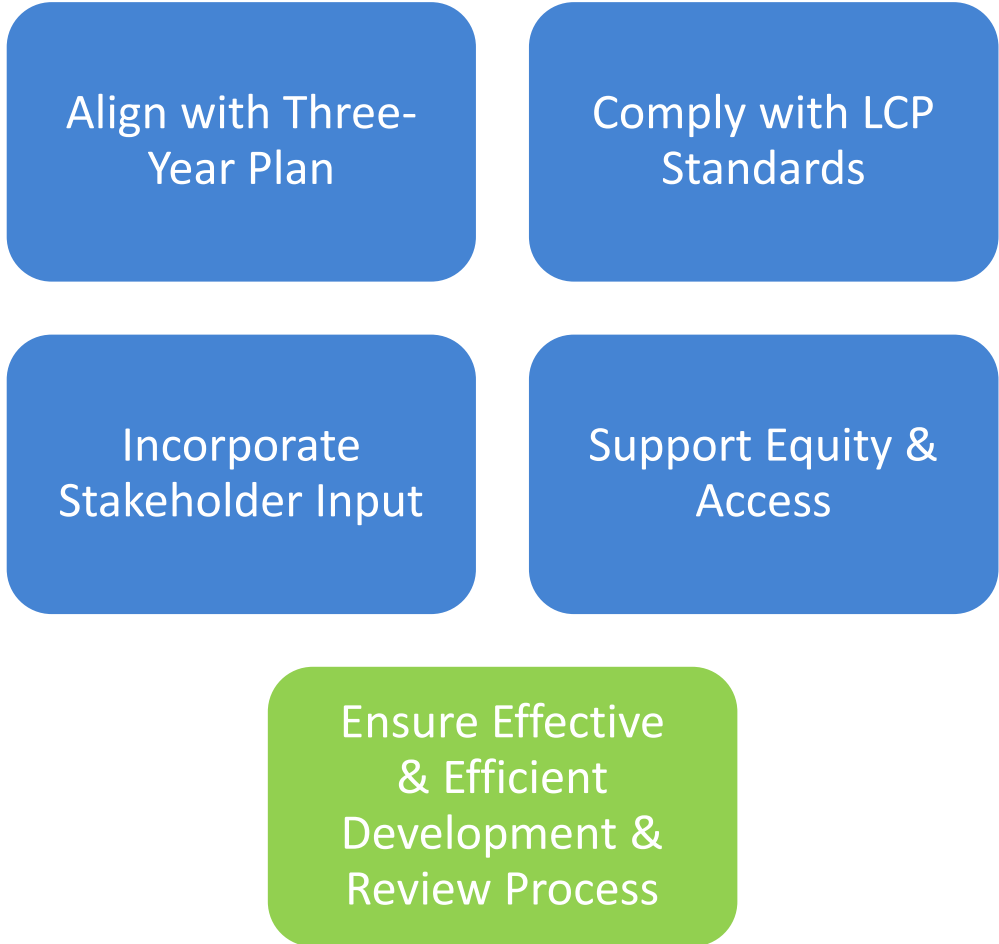 Align with Three-
Year Plan
Comply with LCP
Standards
Incorporate
Stakeholder Input
Support Equity &
Access
Ensure Effective
& Efficient
Development &
Review Process